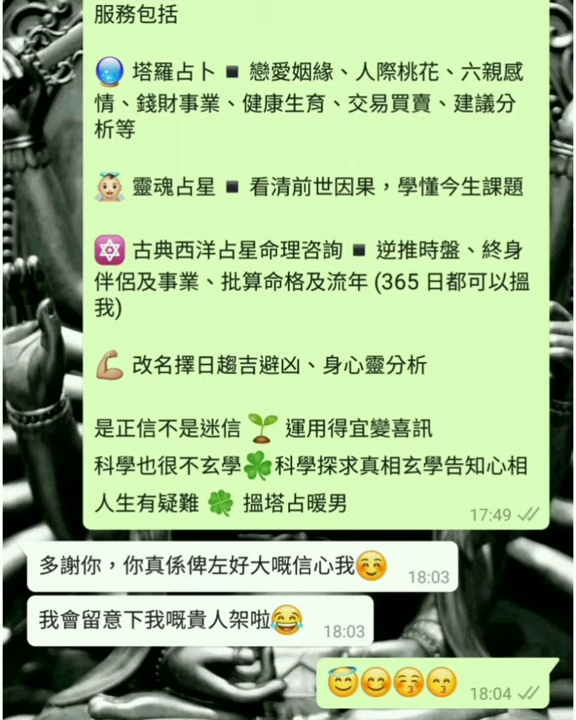 服務包括
塔羅占卜 ▪ 戀愛姻緣、人際桃花、六親感
情、錢財事業、健康生育、交易買賣、建議分
析等
靈魂占星 ▪ 看清前世因果，學懂今生課題
古典西洋占星命理咨詢 ▪ 逆推時盤、終身
伴侶及事業、批算命格及流年 (365 日都可以搵
我)
改名擇日趨吉避凶、身心靈分析
是正信不是迷信 🌱 運用得宜變喜訊
科學也很不玄學🍀科學探求真相玄學告知心相
人生有疑難 🍀 搵塔占暖男
17:49
多謝你，你真係俾左好大嘅信心我😊
18:03
我會留意下我嘅貴人架啦😂
18:03
😇😊😚😙
18:04